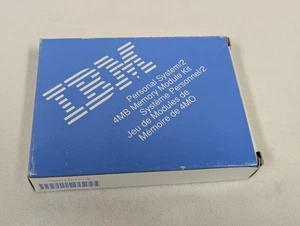 IBM
Personal System/2
4MB Memory Module Kit
Système Personnel/2
Jeu de Modules de
Mémoire de 4MO